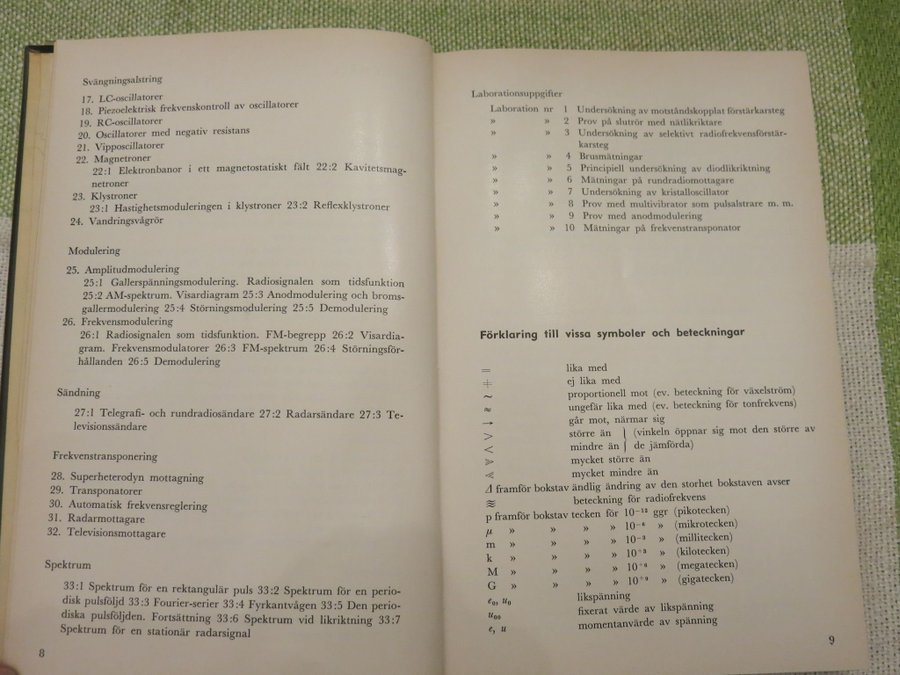 Svängningsalstring
17. LC-oscillatorer
18. Piezoelektrisk frekvenskontroll av oscillatorer
19. RC-oscillatorer
20. Oscillatorer med negativ resistans
21. Vipposcillatorer
22. Magnetroner
22:1 Elektronbanor i ett magnetostatiskt fält 22:2 Kavitetsmag-
netroner
23. Klystroner
23:1 Hastighetsmoduleringen i klystroner 23:2 Reflexklystroner
24. Vandringsvågrör
Modulering
25. Amplitudmodulering
25:1 Gallerspänningsmodulering. Radiosignalen som tidsfunktion
25:2 AM-spektrum. Visardiagram 25:3 Anodmodulering och broms-
gallermodulering 25:4 Störningsmodulering 25:5 Demodulering
26. Frekvensmodulering
26:1 Radiosignalen som tidsfunktion. FM-begrepp 26:2 Visardia-
gram. Frekvensmodulatorer 26:3 FM-spektrum 26:4 Störningsför-
hållanden 26:5 Demodulering
Sändning
27:1 Telegrafi- och rundradiosändare 27:2 Radarsändare 27:3 Te-
levisionssändare
Frekvenstransponering
28. Superheterodyn mottagning
29. Transponatorer
30. Automatisk frekvensreglering
31. Radarmottagare
32. Televisionsmottagare
Spektrum
33:1 Spektrum för en rektangulär puls 33:2 Spektrum för en perio-
disk pulsföljd 33:3 Fourier-serier 33:4 Fyrkantvågen 33:5 Den perio-
diska pulsföljden. Fortsättning 33:6 Spektrum vid likriktning 33:7
Spektrum för en stationär radarsignal
8
Laborationsuppgifter
Laboration nr 1 Undersökning av motståndskopplat förstärkarsteg
» » 2 Prov på slutrör med nätlikriktare
» » 3 Undersökning av selektivt radiofrekvensförstär-
karsteg
» » 4 Brusmätningar
» » 5 Principiell undersökning av diodlikriktning
» » 6 Mätningar på rundradiomottagare
» » 7 Undersökning av kristalloscillator
» » 8 Prov med multivibrator som pulsalstrare m. m.
» » 9 Prov med anodmodulering
» » 10 Mätningar på frekvenstransponator
Förklaring till vissa symboler och beteckningar
= lika med
≠ ej lika med
∼ proportionell mot (ev. beteckning för växelström)
≈ ungefär lika med (ev. beteckning för tonfrekvens)
→ går mot, närmar sig
> större än } (vinkeln öppnar sig mot den större av
< mindre än } de jämförda)
≫ mycket större än
≪ mycket mindre än
Δ framför bokstav ändlig ändring av den storhet bokstaven avser
≋ beteckning för radiofrekvens
p framför bokstav tecken för 10⁻¹² ggr (pikotecken)
μ » » » » 10⁻⁶ » (mikrotecken)
m » » » » 10⁻³ » (millitecken)
k » » » » 10⁺³ » (kilotecken)
M » » » » 10⁺⁶ » (megatecken)
G » » » » 10⁺⁹ » (gigatecken)
e₀, u₀ likspänning
u₀₀ fixerat värde av likspänning
e, u momentanvärde av spänning
9